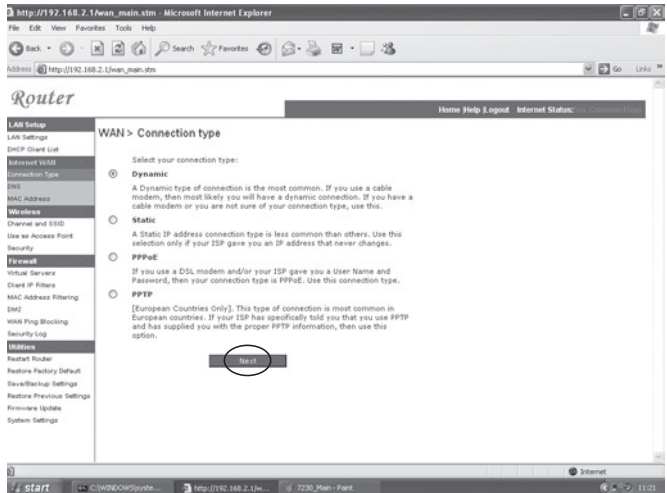 http://192.168.2.1/wan_main.stm - Microsoft Internet Explorer
File Edit View Favorites Tools Help
Back Search Favorites
Address http://192.168.2.1/wan_main.stm Go Links
Router
Home |Help |Logout Internet Status: No Connection
LAN Setup
LAN Settings
DHCP Client List
Internet WAN
Connection Type
DNS
MAC Address
Wireless
Channel and SSID
Use as Access Point
Security
Firewall
Virtual Servers
Client IP Filters
MAC Address Filtering
DMZ
WAN Ping Blocking
Security Log
Utilities
Restart Router
Restore Factory Default
Save/Backup Settings
Restore Previous Settings
Firmware Update
System Settings
WAN > Connection type
Select your connection type:
Dynamic
A Dynamic type of connection is the most common. If you use a cable
modem, then most likely you will have a dynamic connection. If you have a
cable modem or you are not sure of your connection type, use this.
Static
A Static IP address connection type is less common than others. Use this
selection only if your ISP gave you an IP address that never changes.
PPPoE
If you use a DSL modem and/or your ISP gave you a User Name and
Password, then your connection type is PPPoE. Use this connection type.
PPTP
[European Countries Only]. This type of connection is most common in
European countries. If your ISP has specifically told you that you use PPTP
and has supplied you with the proper PPTP information, then use this
option.
Next
Internet
start C:\WINDOWS\syste... http://192.168.2.1/w... 7230_Main - Paint 11:21